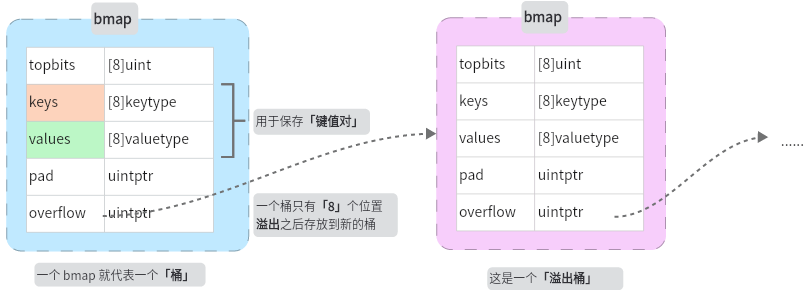 bmap
topbits [8]uint
keys [8]keytype
values [8]valuetype
pad uintptr
overflow uintptr
用于保存「键值对」
一个桶只有「8」个位置
溢出之后存放到新的桶
一个 bmap 就代表一个「桶」
bmap
topbits [8]uint
keys [8]keytype
values [8]valuetype
pad uintptr
overflow uintptr
这是一个「溢出桶」
......